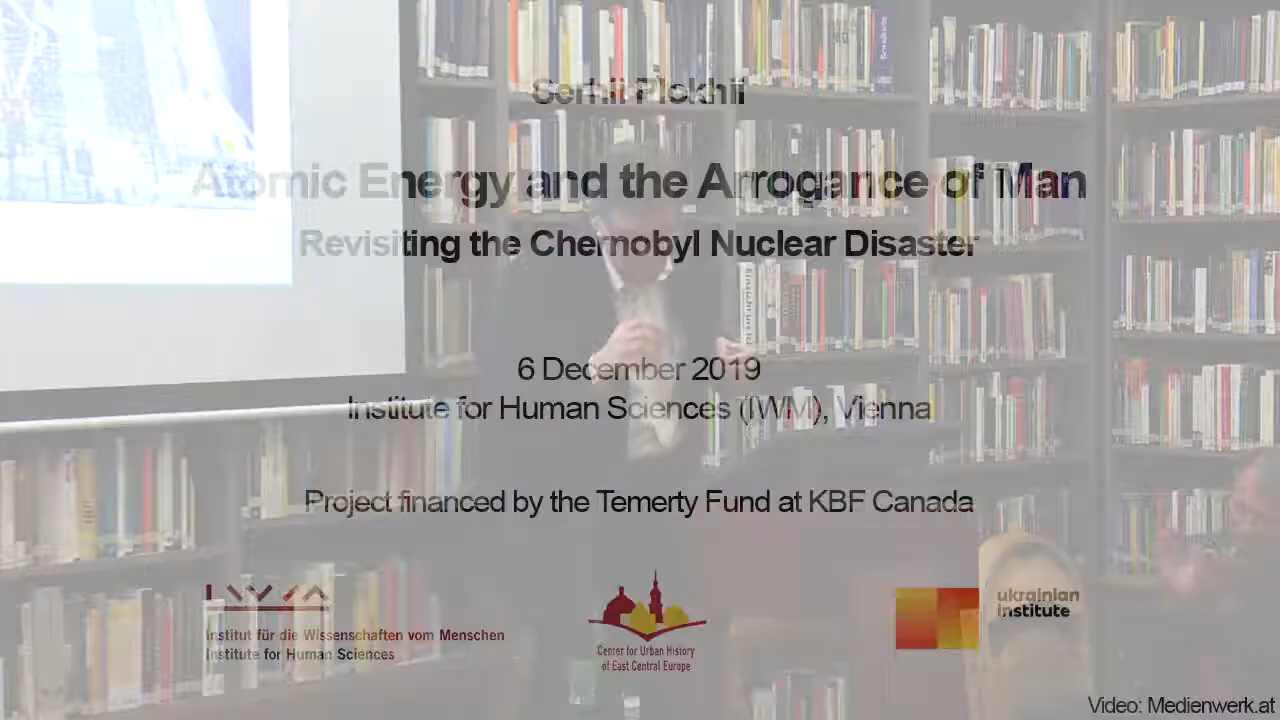 Serhii Plokhii
Atomic Energy and the Arrogance of Man
Revisiting the Chernobyl Nuclear Disaster
6 December 2019
Institute for Human Sciences (IWM), Vienna
Project financed by the Temerty Fund at KBF Canada
IWM
Institut für die Wissenschaften vom Menschen
Institute for Human Sciences
Center for Urban History
of East Central Europe
ukrainian
institute
Video: Medienwerk.at